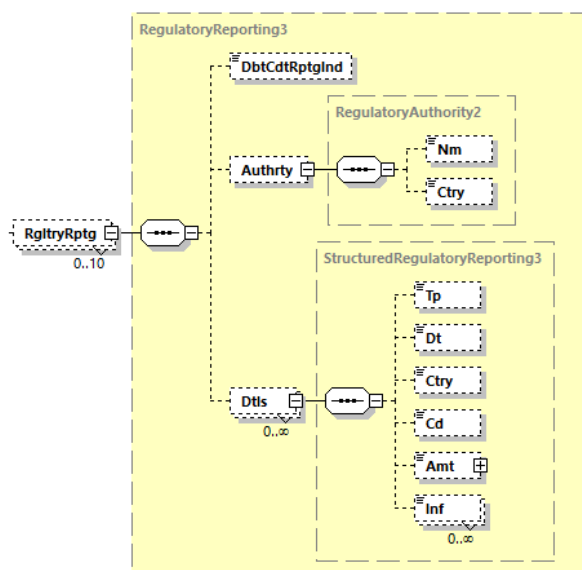 RegulatoryReporting3
DbtCdtRptgInd
RegulatoryAuthority2
Nm
Authrty
Ctry
RgltryRptg
0..10
StructuredRegulatoryReporting3
Tp
Dt
Ctry
Dtls
0..∞
Cd
Amt
Inf
0..∞